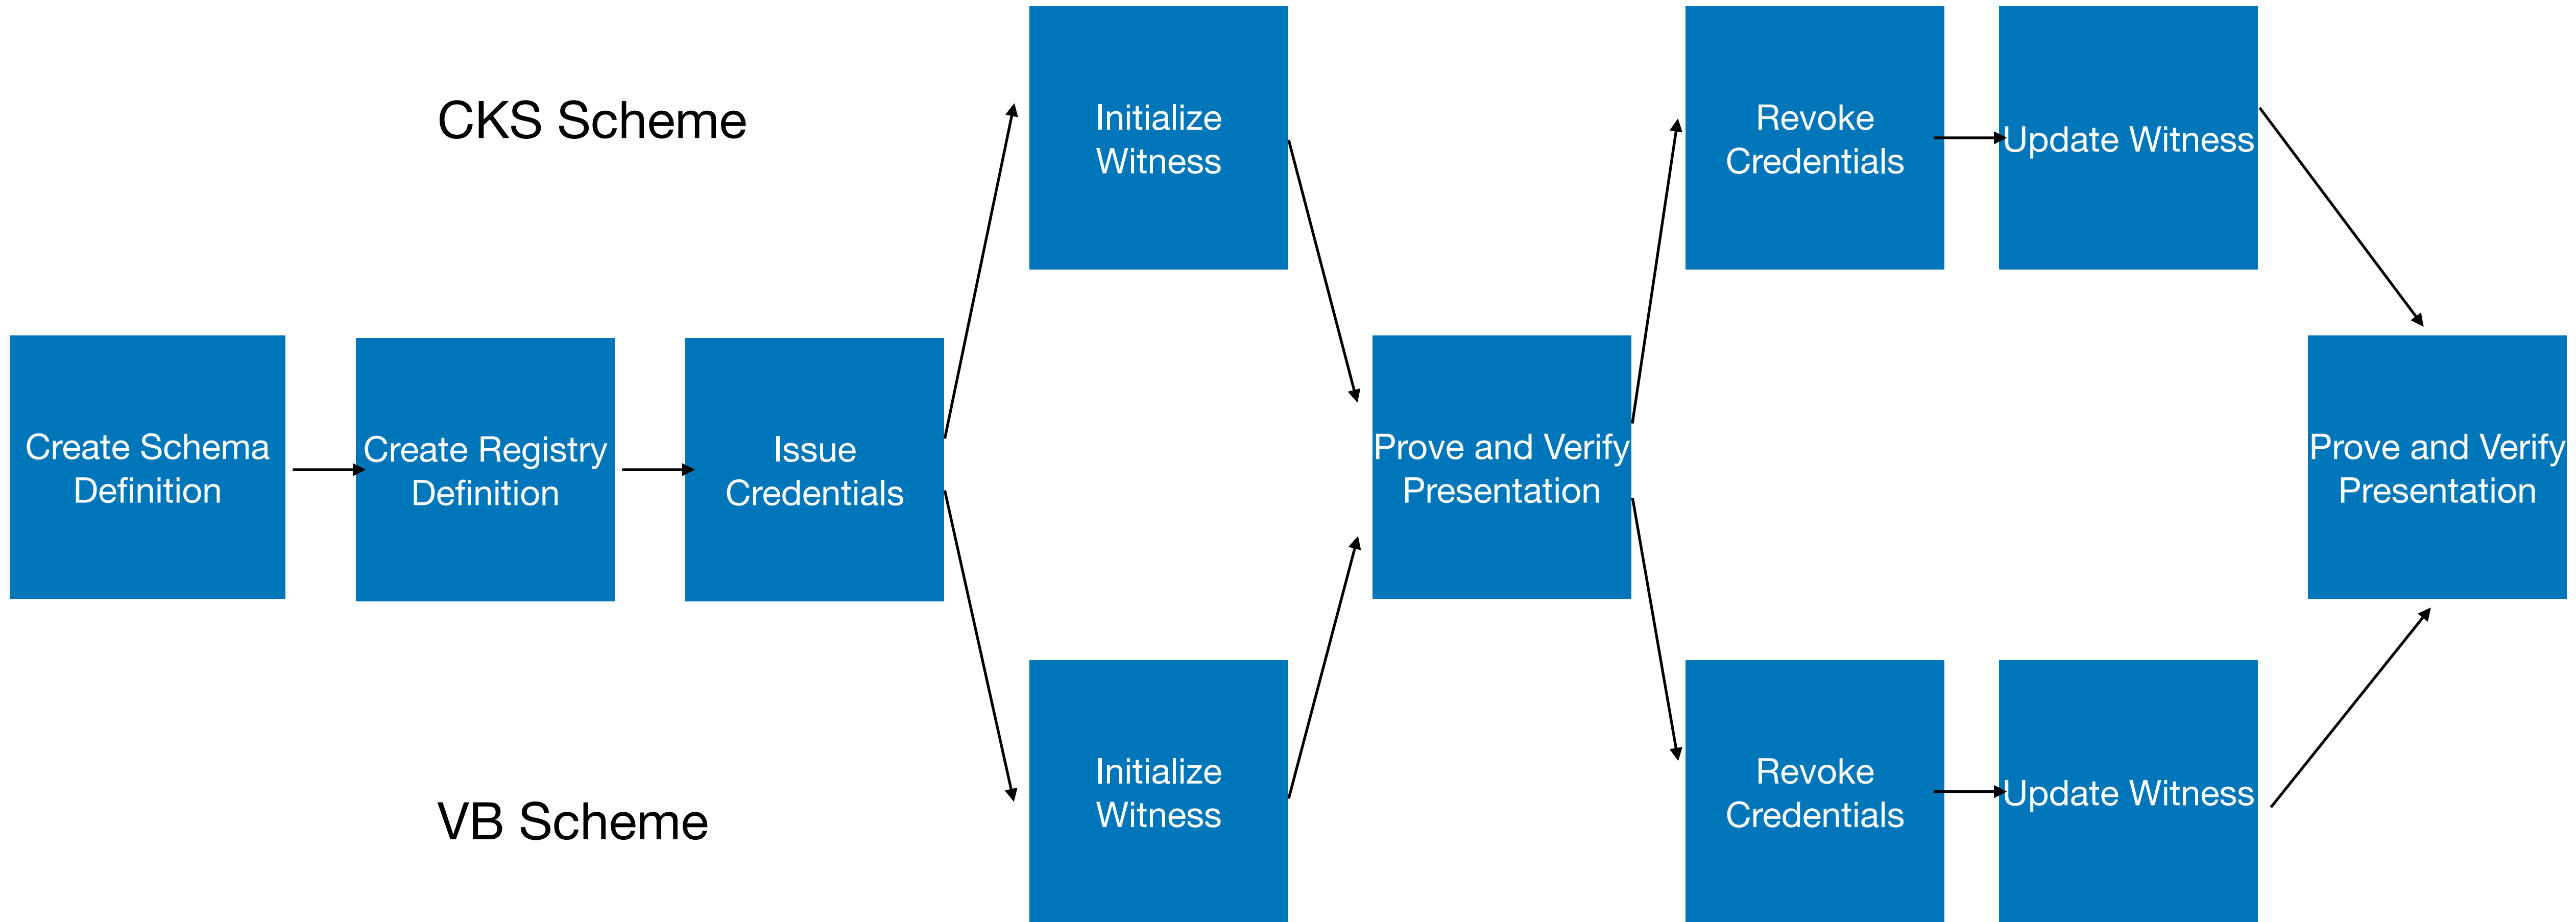 CKS Scheme
Initialize
Witness
Revoke
Credentials
Update Witness
Create Schema
Definition
Create Registry
Definition
Issue
Credentials
Prove and Verify
Presentation
Prove and Verify
Presentation
VB Scheme
Initialize
Witness
Revoke
Credentials
Update Witness